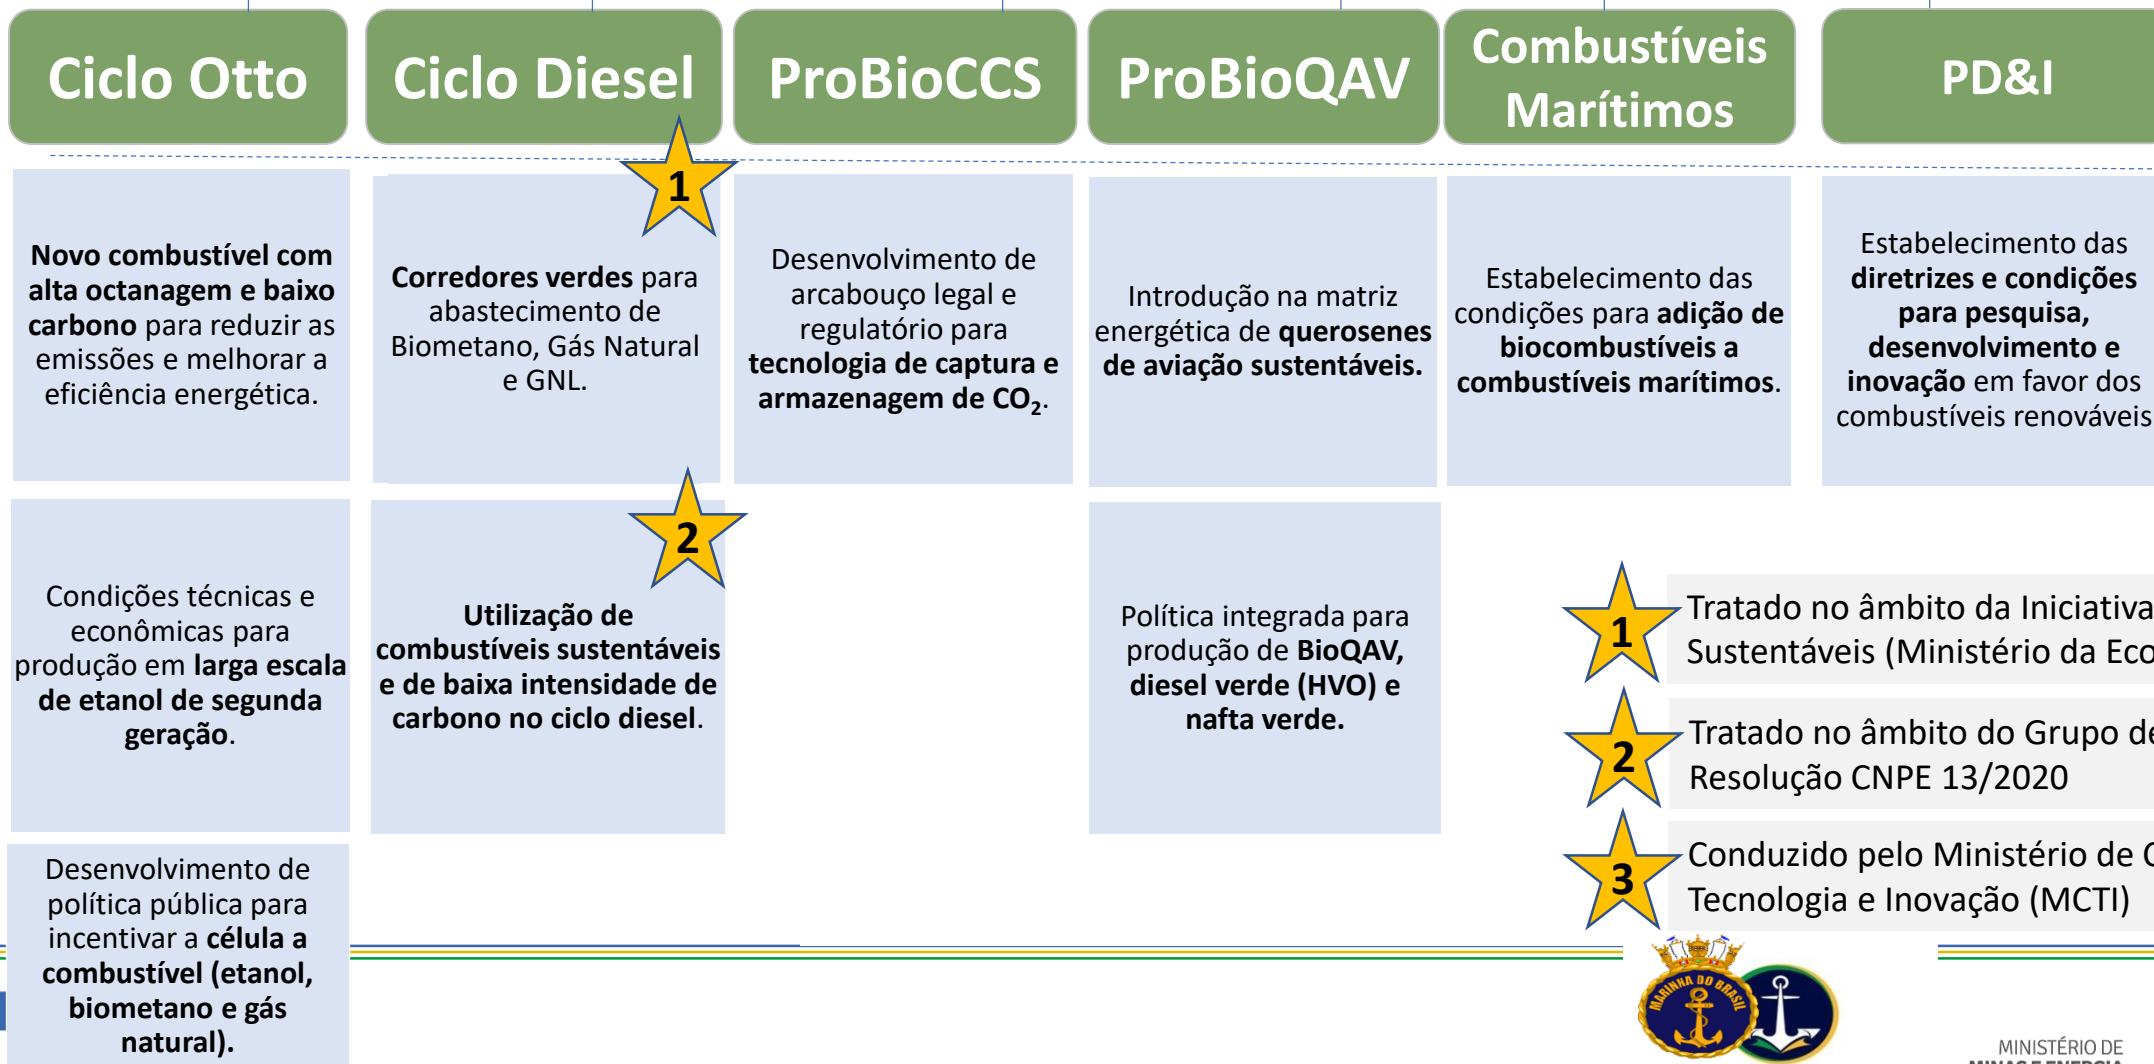 Ciclo Otto
Ciclo Diesel
ProBioCCS
ProBioQAV
Combustíveis
Marítimos
PD&I
1
Novo combustível com
alta octanagem e baixo
carbono para reduzir as
emissões e melhorar a
eficiência energética.
Corredores verdes para
abastecimento de
Biometano, Gás Natural
e GNL.
Desenvolvimento de
arcabouço legal e
regulatório para
tecnologia de captura e
armazenagem de CO₂.
Introdução na matriz
energética de querosenes
de aviação sustentáveis.
Estabelecimento das
condições para adição de
biocombustíveis a
combustíveis marítimos.
Estabelecimento das
diretrizes e condições
para pesquisa,
desenvolvimento e
inovação em favor dos
combustíveis renováveis
2
Condições técnicas e
econômicas para
produção em larga escala
de etanol de segunda
geração.
Utilização de
combustíveis sustentáveis
e de baixa intensidade de
carbono no ciclo diesel.
Política integrada para
produção de BioQAV,
diesel verde (HVO) e
nafta verde.
1
Tratado no âmbito da Iniciativa
Sustentáveis (Ministério da Eco
2
Tratado no âmbito do Grupo de
Resolução CNPE 13/2020
3
Conduzido pelo Ministério de C
Tecnologia e Inovação (MCTI)
Desenvolvimento de
política pública para
incentivar a célula a
combustível (etanol,
biometano e gás
natural).
MARINHA DO BRASIL
MINISTÉRIO DE
MINAS E ENERGIA